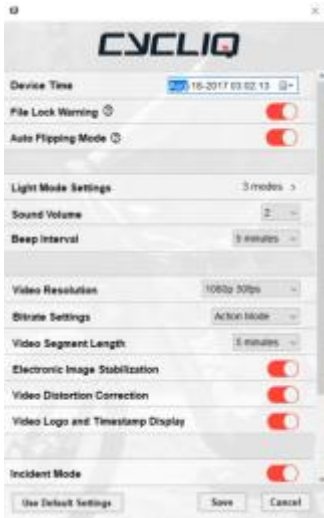 CYCLIQ
Device Time 16-2017 03:02:13
File Lock Warning
Auto Flipping Mode
Light Mode Settings 3 modes >
Sound Volume 2
Beep Interval minutes
Video Resolution 1080p 30fps
Bitrate Settings Action Mode
Video Segment Length 5 minutes
Electronic Image Stabilization
Video Distortion Correction
Video Logo and Timestamp Display
Incident Mode
Use Default Settings Save Cancel